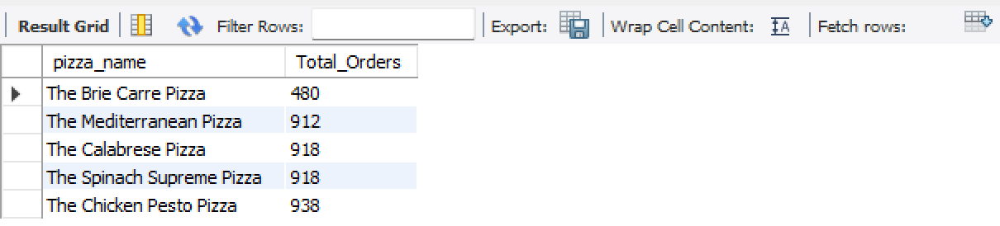 Result Grid Filter Rows: Export: Wrap Cell Content: Fetch rows:
pizza_name Total_Orders
The Brie Carre Pizza 480
The Mediterranean Pizza 912
The Calabrese Pizza 918
The Spinach Supreme Pizza 918
The Chicken Pesto Pizza 938